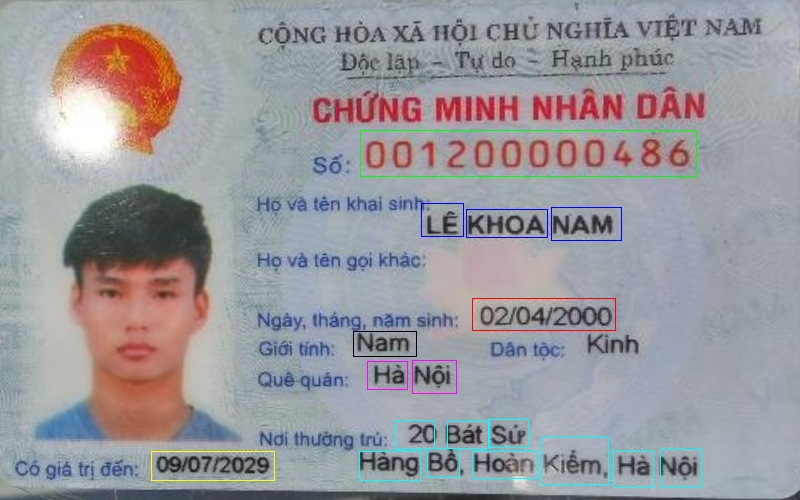 CỘNG HÒA XÃ HỘI CHỦ NGHĨA VIỆT NAM
Độc lập - Tự do - Hạnh phúc
CHỨNG MINH NHÂN DÂN
Số: 001200000486
Họ và tên khai sinh:
LÊ KHOA NAM
Họ và tên gọi khác:
Ngày, tháng, năm sinh: 02/04/2000
Giới tính: Nam Dân tộc: Kinh
Quê quán: Hà Nội
Nơi thường trú: 20 Bát Sứ
Có giá trị đến: 09/07/2029 Hàng Bồ, Hoàn Kiếm, Hà Nội